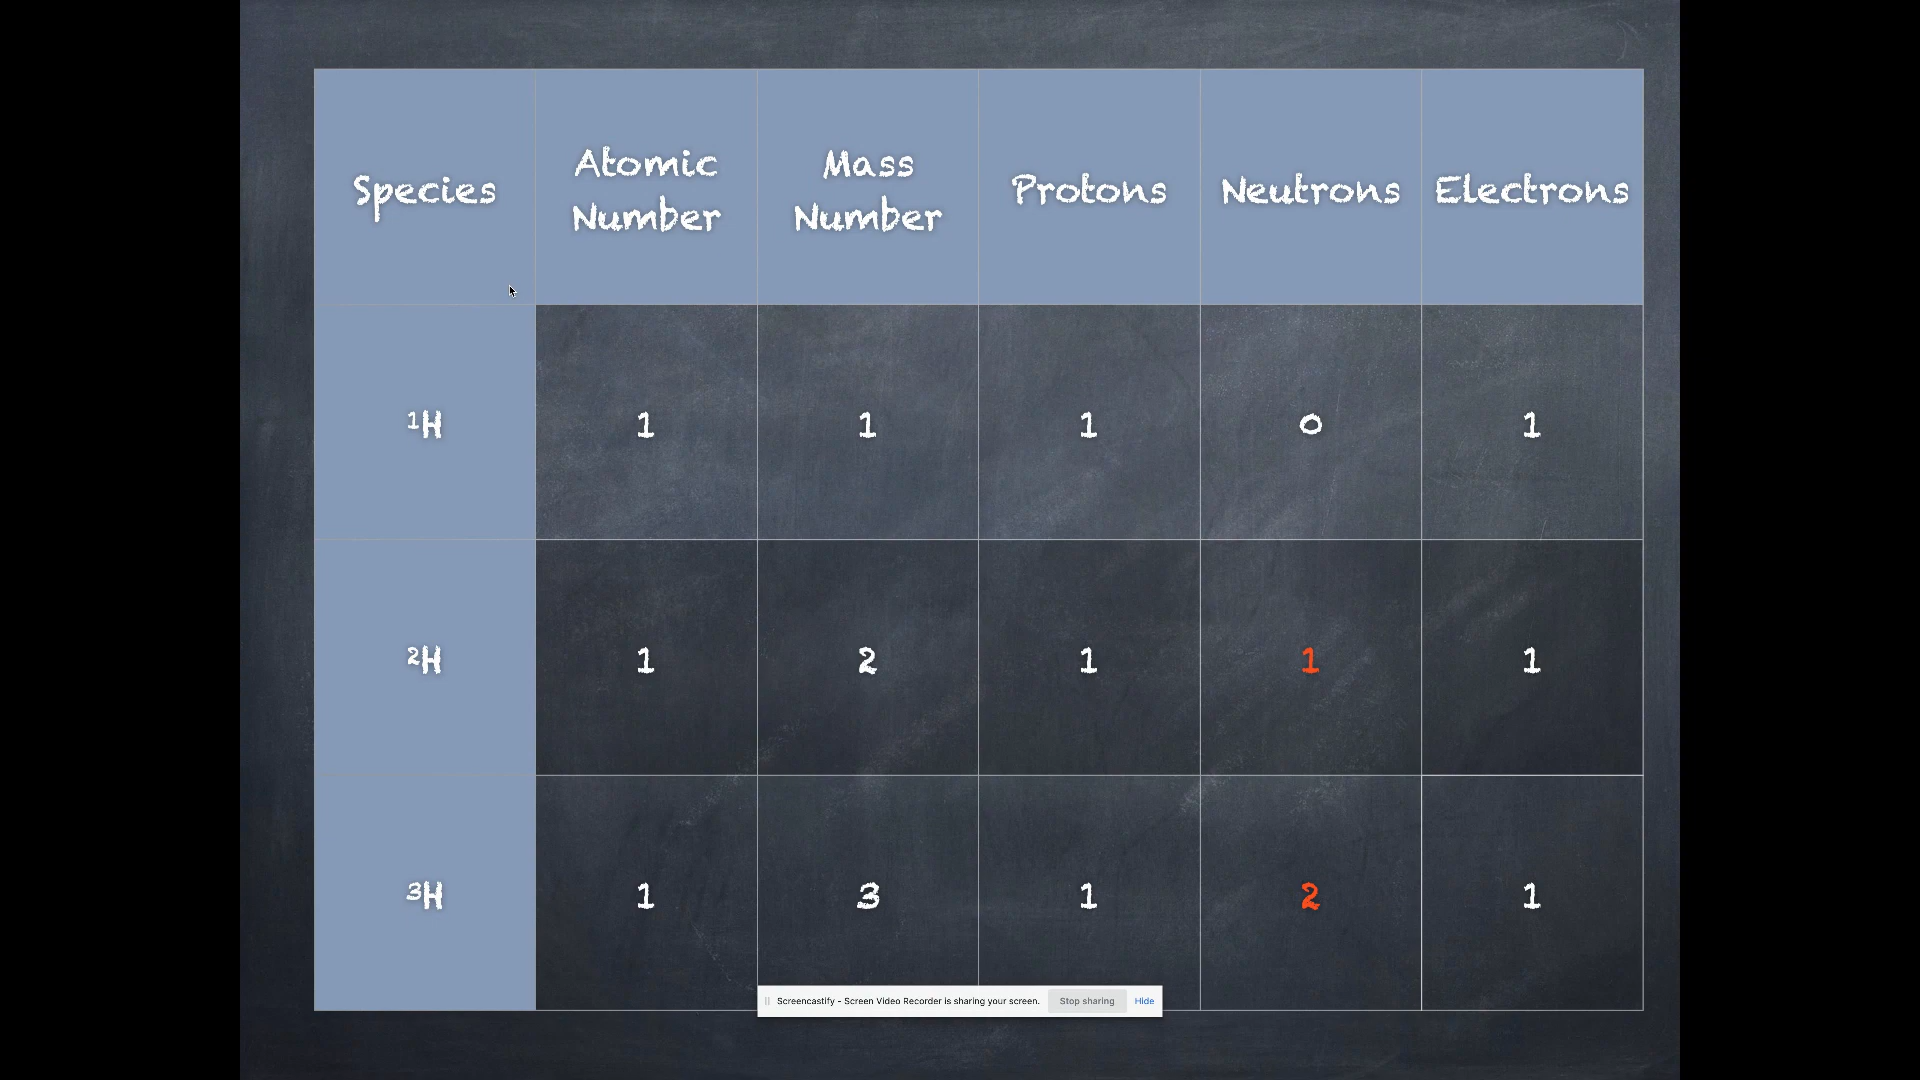 Species Atomic Number Mass Number Protons Neutrons Electrons
¹H 1 1 1 0 1
²H 1 2 1 1 1
³H 1 3 1 2 1
Screencastify - Screen Video Recorder is sharing your screen. Stop sharing Hide